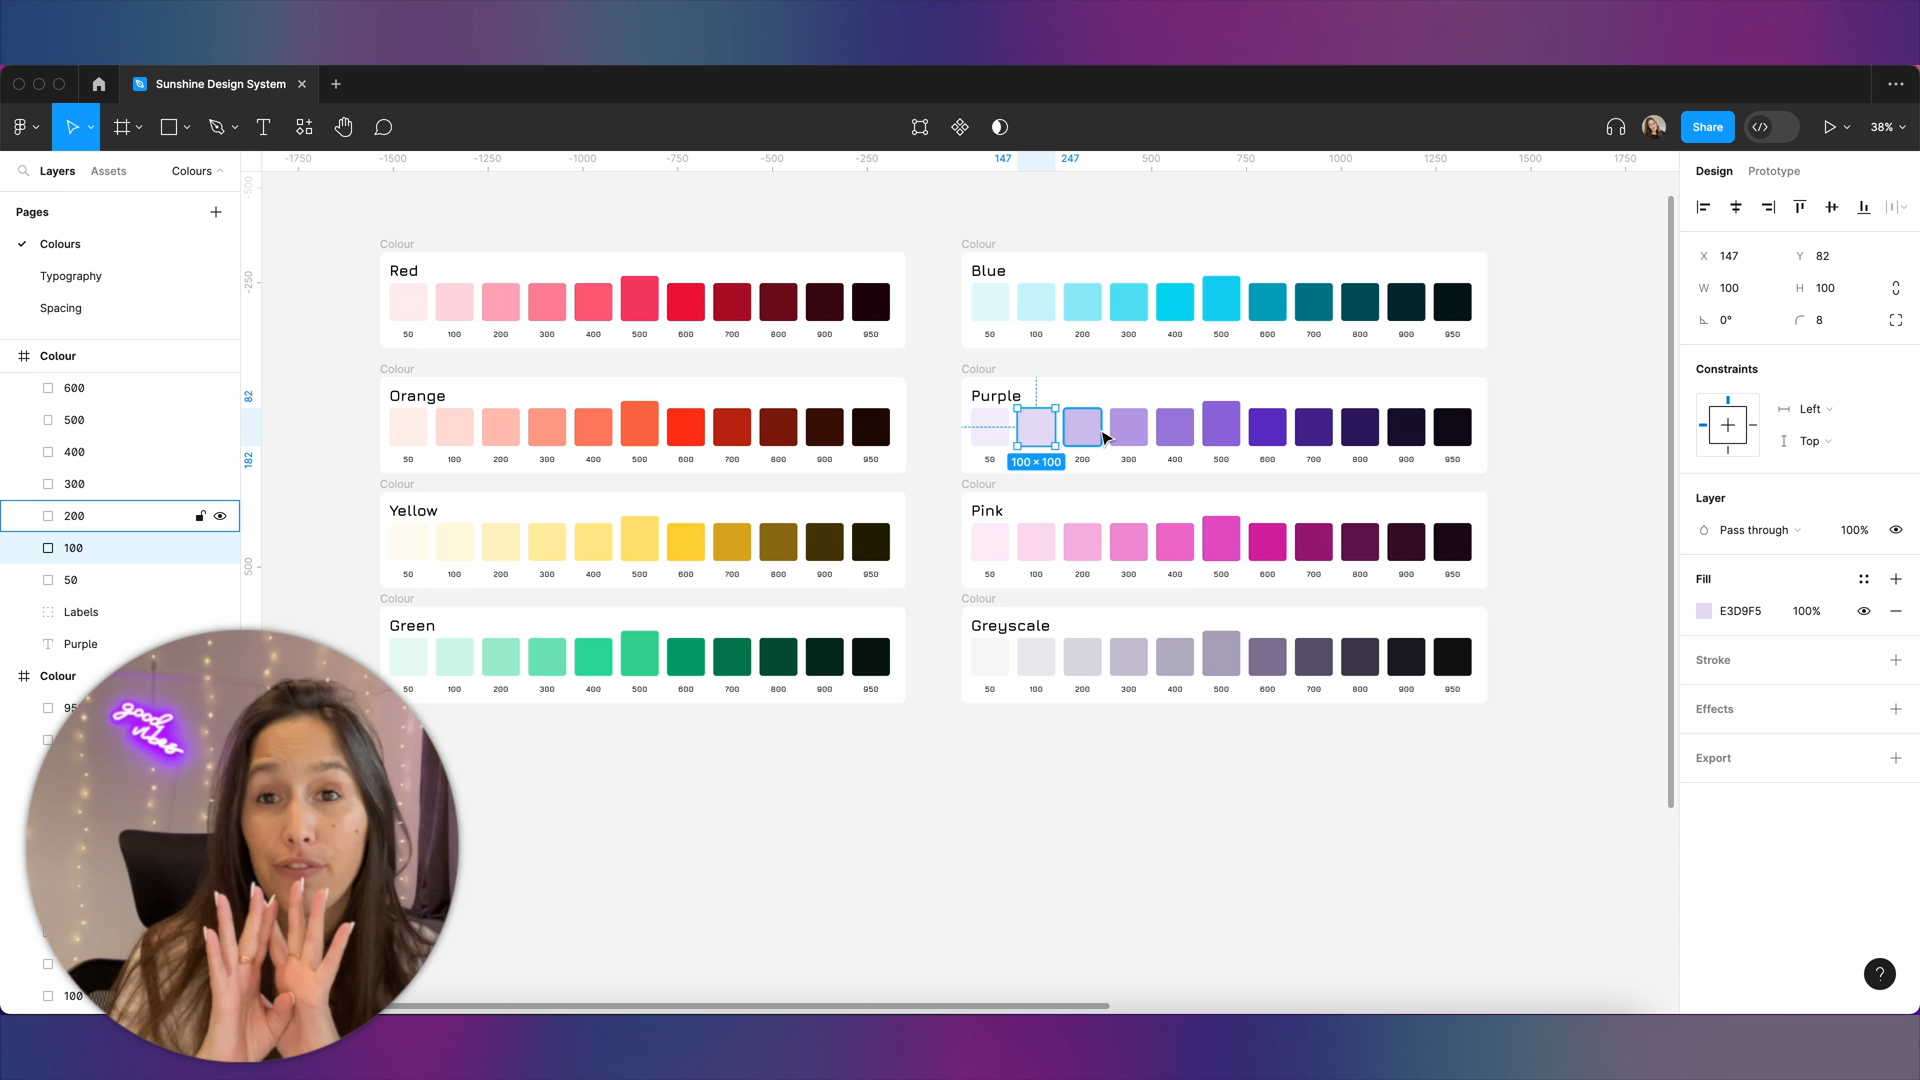 Sunshine Design System
Share
38%
Layers
Assets
Colours
Pages
Colours
Typography
Spacing
Colour
600
500
400
300
200
100
50
Labels
Purple
Colour
95
100
-1750
-1500
-1250
-1000
-750
-500
-250
147
247
500
750
1000
1250
1500
1750
-500
-250
82
182
500
Colour
Red
50 100 200 300 400 500 600 700 800 900 950
Colour
Orange
50 100 200 300 400 500 600 700 800 900 950
Colour
Yellow
50 100 200 300 400 500 600 700 800 900 950
Colour
Green
50 100 200 300 400 500 600 700 800 900 950
Colour
Blue
50 100 200 300 400 500 600 700 800 900 950
Colour
Purple
50 200 300 400 500 600 700 800 900 950
100 × 100
Colour
Pink
50 100 200 300 400 500 600 700 800 900 950
Colour
Greyscale
50 100 200 300 400 500 600 700 800 900 950
Design
Prototype
X 147 Y 82
W 100 H 100
0° 8
Constraints
Left
Top
Layer
Pass through 100%
Fill
E3D9F5 100%
Stroke
Effects
Export
?
good
vibes